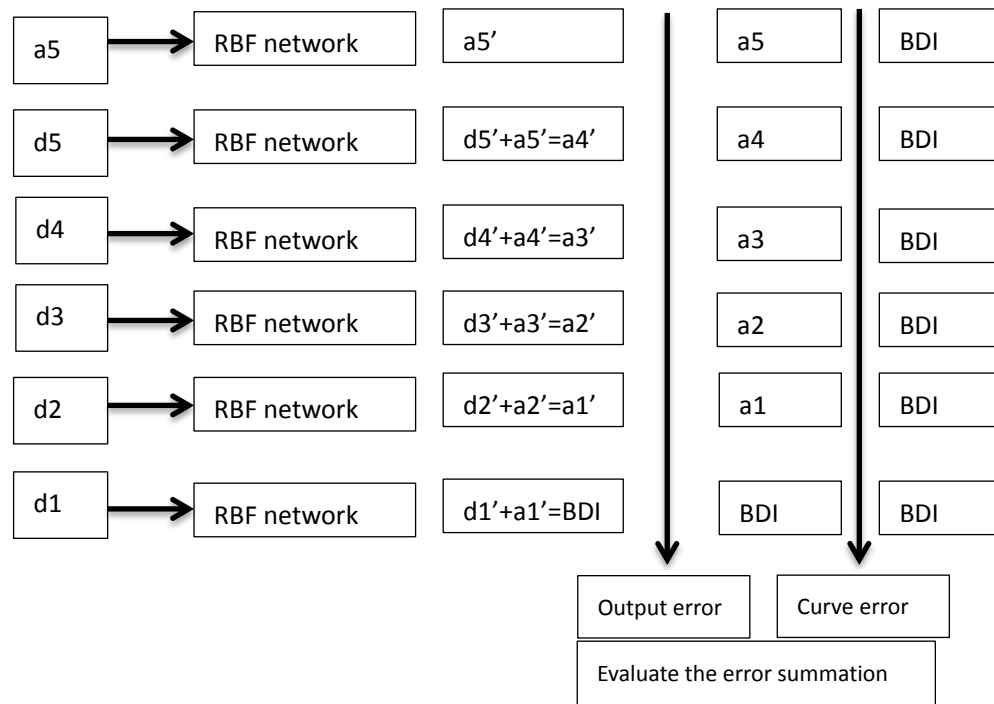 a5 RBF network a5’ a5 BDI
d5 RBF network d5’+a5’=a4’ a4 BDI
d4 RBF network d4’+a4’=a3’ a3 BDI
d3 RBF network d3’+a3’=a2’ a2 BDI
d2 RBF network d2’+a2’=a1’ a1 BDI
d1 RBF network d1’+a1’=BDI BDI BDI
Output error Curve error
Evaluate the error summation